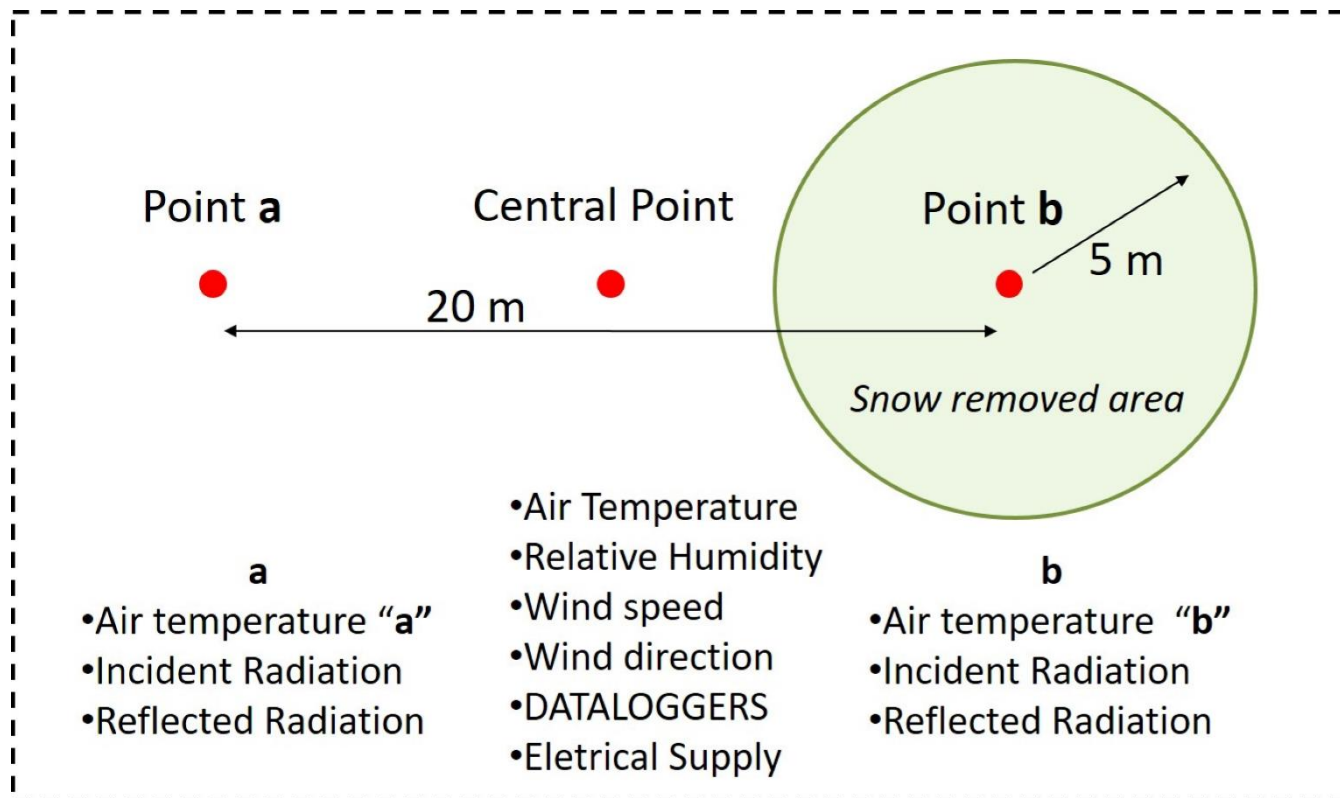 Point a
Central Point
Point b
5 m
20 m
Snow removed area
a
•Air temperature “a”
•Incident Radiation
•Reflected Radiation
•Air Temperature
•Relative Humidity
•Wind speed
•Wind direction
•DATALOGGERS
•Eletrical Supply
b
•Air temperature “b”
•Incident Radiation
•Reflected Radiation